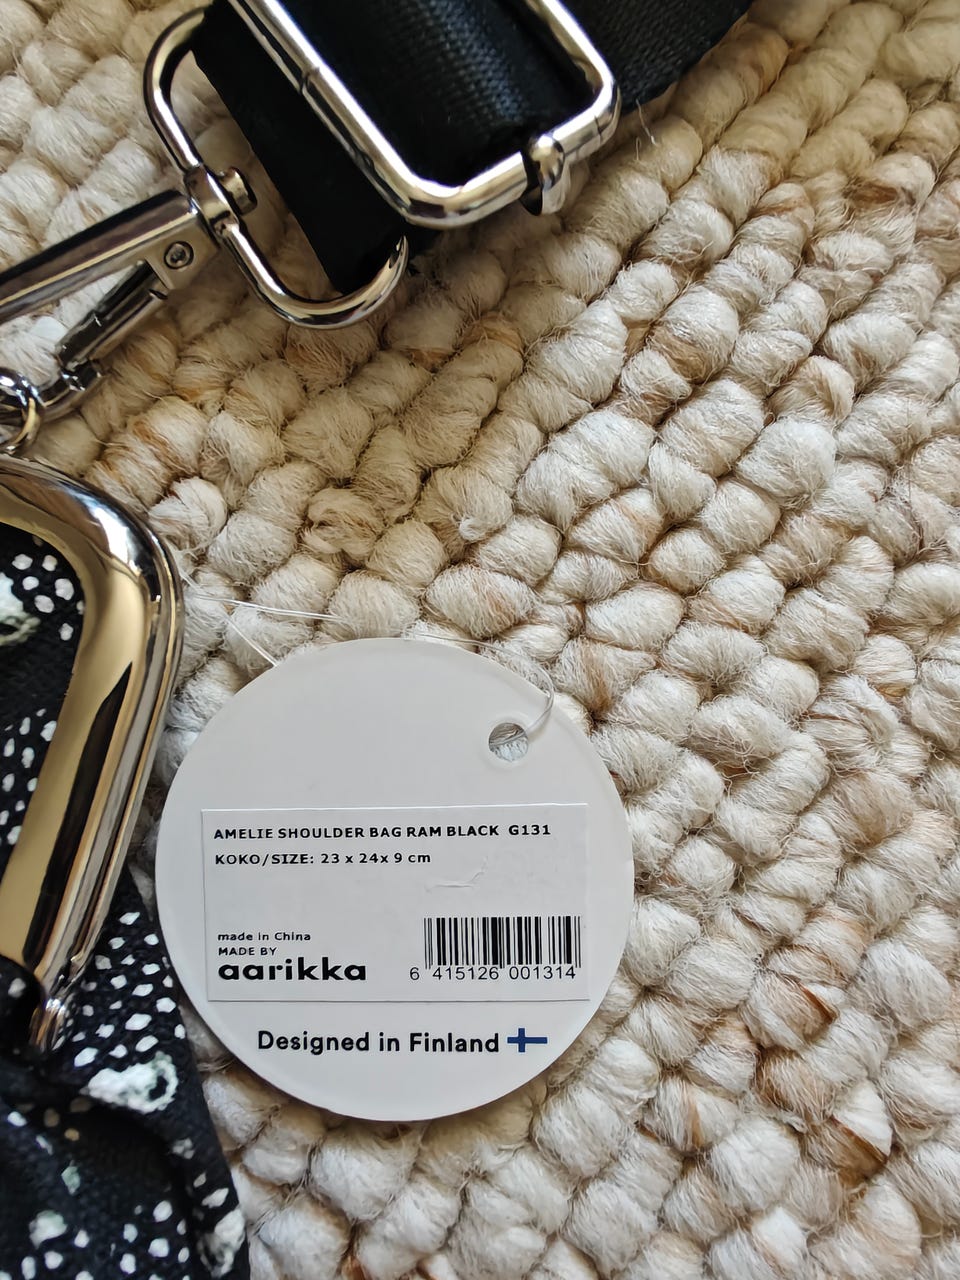 AMELIE SHOULDER BAG RAM BLACK G131
KOKO/SIZE: 23 x 24x 9 cm
made in China
MADE BY
aarikka
6 415126 001314
Designed in Finland